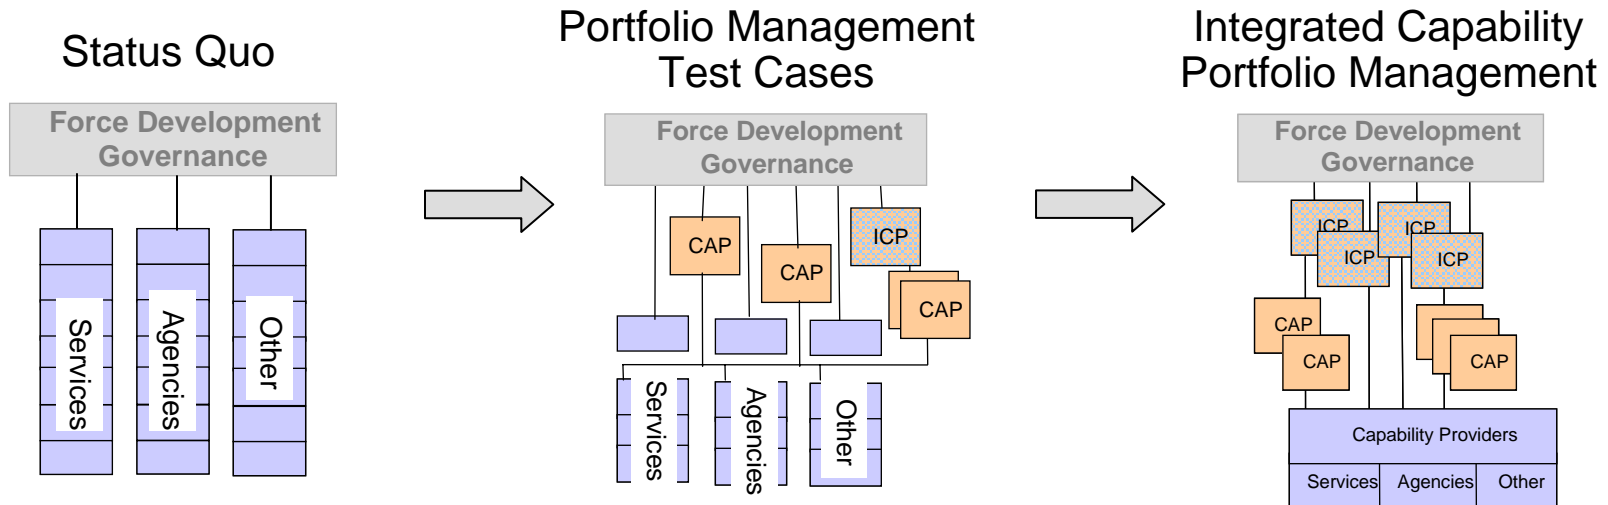 Status Quo
Force Development
Governance
Services
Agencies
Other
Portfolio Management
Test Cases
Force Development
Governance
CAP
CAP
ICP
CAP
Services
Agencies
Other
Integrated Capability
Portfolio Management
Force Development
Governance
ICP
ICP
ICP
ICP
CAP
CAP
CAP
Capability Providers
Services
Agencies
Other